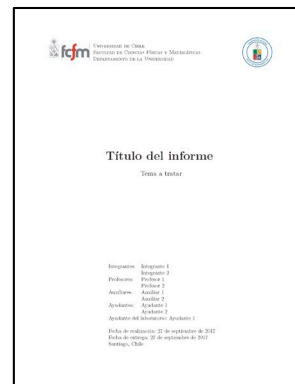 fcfm
UNIVERSIDAD DE CHILE
FACULTAD DE CIENCIAS FÍSICAS Y MATEMÁTICAS
DEPARTAMENTO DE LA UNIVERSIDAD
Título del informe
Tema a tratar
Integrantes: Integrante 1
Integrante 2
Profesores: Profesor 1
Profesor 2
Auxiliares: Auxiliar 1
Auxiliar 2
Ayudantes: Ayudante 1
Ayudante 2
Ayudante del laboratorio: Ayudante 1
Fecha de realización: 27 de septiembre de 2017
Fecha de entrega: 27 de septiembre de 2017
Santiago, Chile